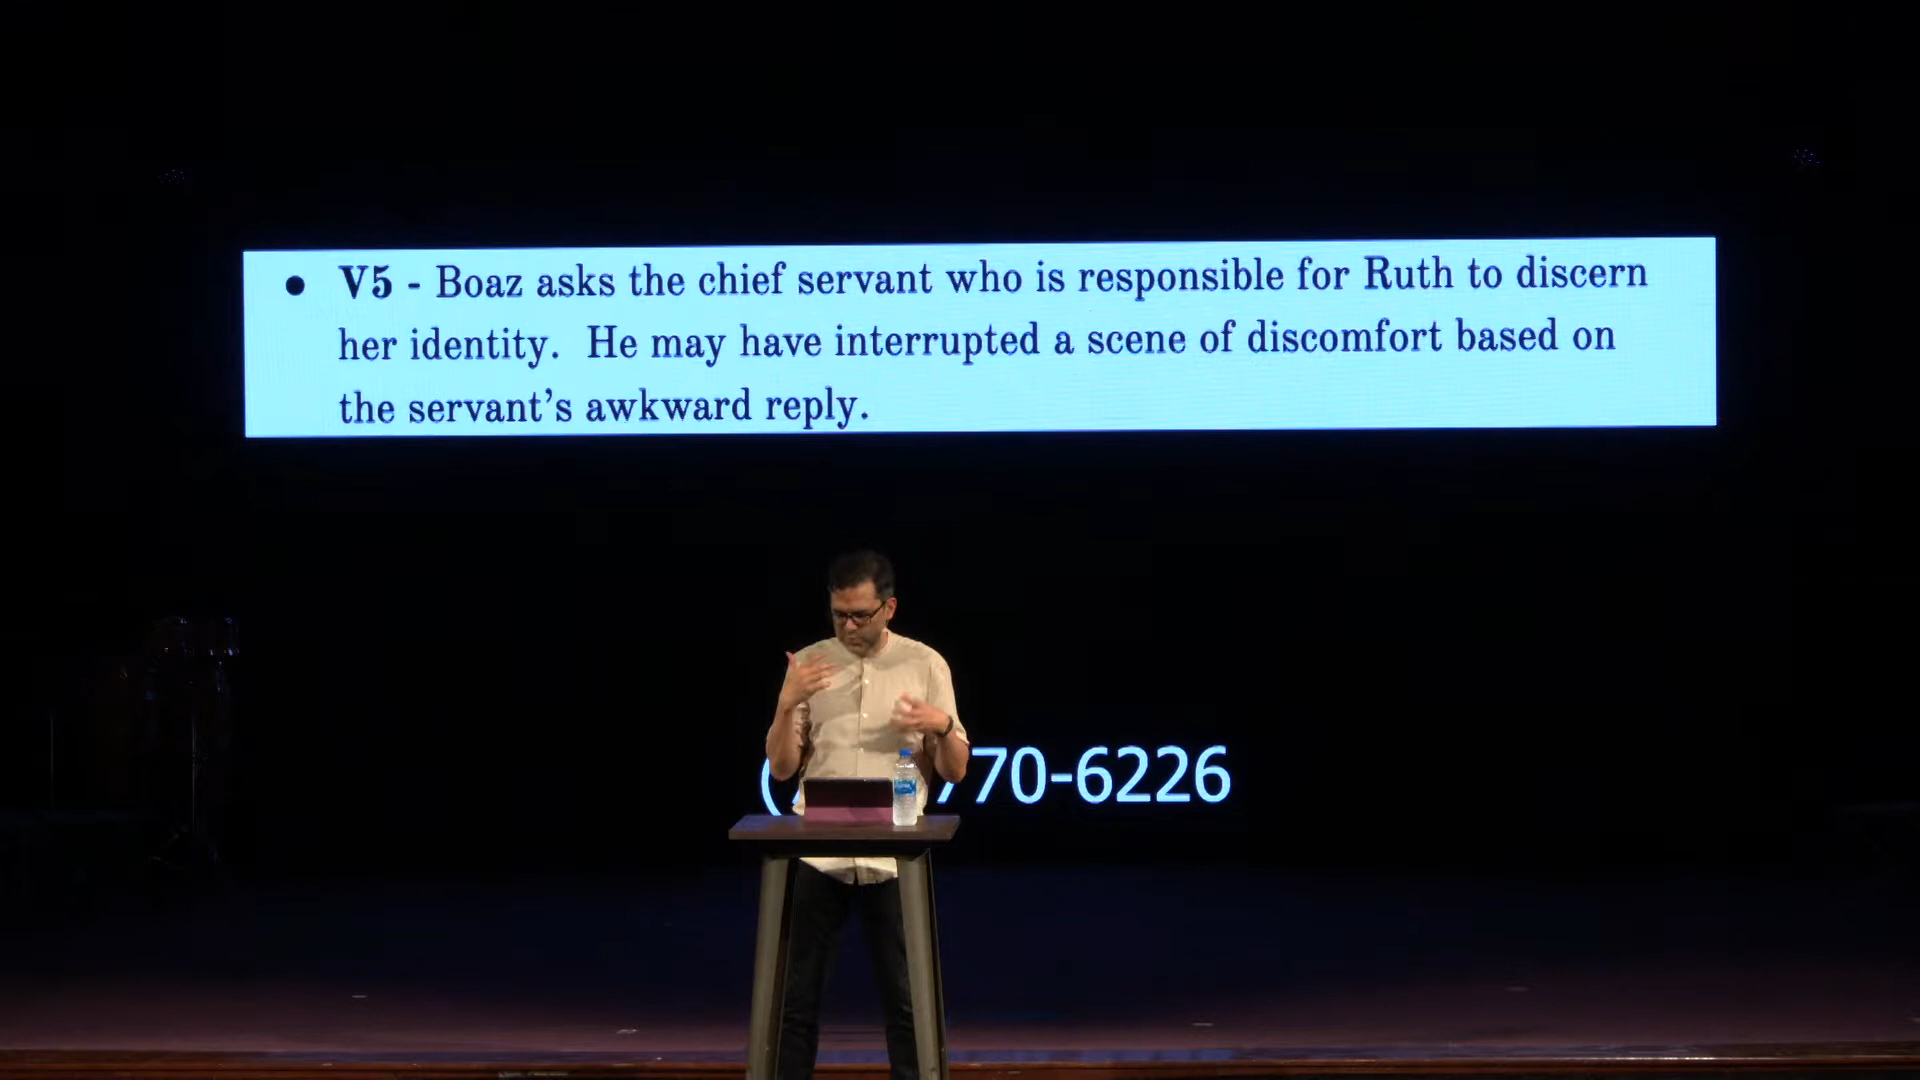 ● V5 - Boaz asks the chief servant who is responsible for Ruth to discern
her identity. He may have interrupted a scene of discomfort based on
the servant's awkward reply.
770-6226